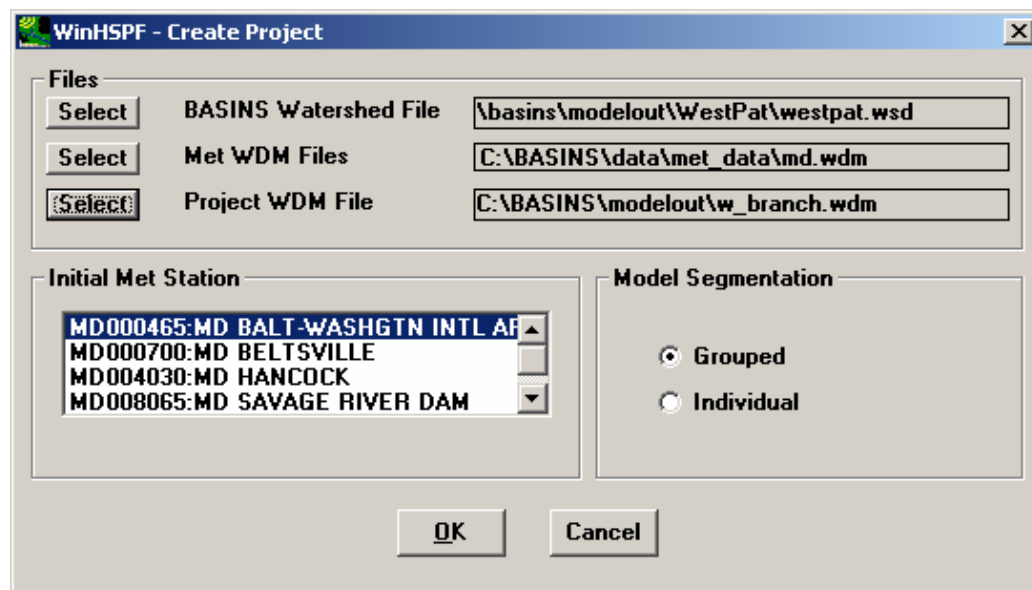 WinHSPF - Create Project
Files
Select BASINS Watershed File \basins\modelout\WestPat\westpat.wsd
Select Met WDM Files C:\BASINS\data\met_data\md.wdm
Select Project WDM File C:\BASINS\modelout\w_branch.wdm
Initial Met Station
MD000465:MD BALT-WASHGTN INTL
MD000700:MD BELTSVILLE
MD004030:MD HANCOCK
MD008065:MD SAVAGE RIVER DAM
Model Segmentation
Grouped
Individual
OK Cancel